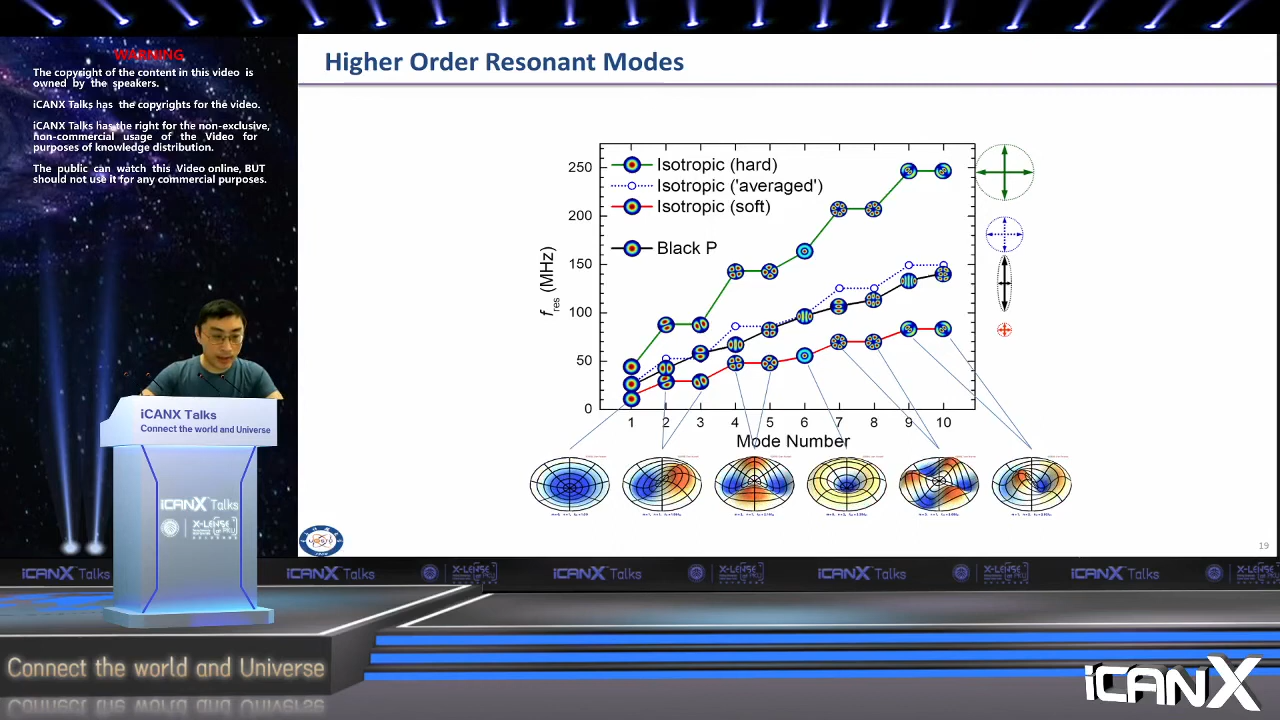 WARNING
The copyright of the content in this video is
owned by the speakers.
iCANX Talks has the copyrights for the video.
iCANX Talks has the right for the non-exclusive,
non-commercial usage of the Video for
purposes of knowledge distribution.
The public can watch this Video online, BUT
should not use it for any commercial purposes.
Higher Order Resonant Modes
Isotropic (hard)
Isotropic ('averaged')
Isotropic (soft)
Black P
250
200
150
100
50
0
fres (MHz)
1 2 3 4 5 6 7 8 9 10
Mode Number
19
iCANX Talks
Connect the world and Universe
iCANX Talks
X-LENSE
iCANX Talks
iCANX Talks
X-LENSE
iCANX Talks
X-LENSE
iCANX Talks
X-LENSE
iCANX Talks
X-LENSE
Connect the world and Universe
iCANX